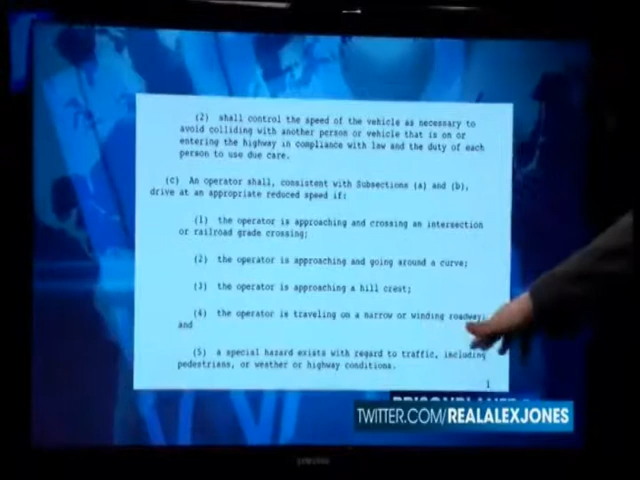 (2) shall control the speed of the vehicle as necessary to
avoid colliding with another person or vehicle that is on or
entering the highway in compliance with law and the duty of each
person to use due care.
(c) An operator shall, consistent with Subsections (a) and (b),
drive at an appropriate reduced speed if:
(1) the operator is approaching and crossing an intersection
or railroad grade crossing;
(2) the operator is approaching and going around a curve;
(3) the operator is approaching a hill crest;
(4) the operator is traveling on a narrow or winding roadway;
and
(5) a special hazard exists with regard to traffic, including
pedestrians, or weather or highway conditions.
1
TWITTER.COM/REALALEXJONES
SAMSUNG